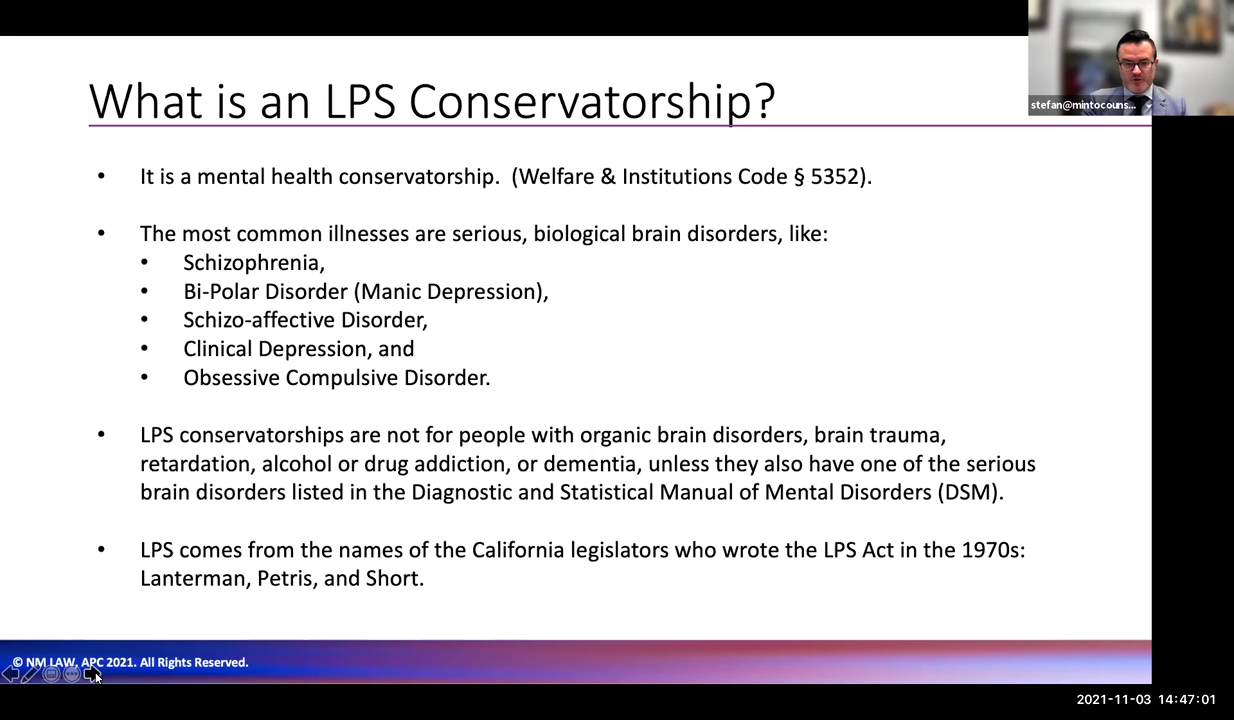 What is an LPS Conservatorship?
stefan@mintocouns...
• It is a mental health conservatorship.  (Welfare & Institutions Code § 5352).
• The most common illnesses are serious, biological brain disorders, like:
• Schizophrenia,
• Bi-Polar Disorder (Manic Depression),
• Schizo-affective Disorder,
• Clinical Depression, and
• Obsessive Compulsive Disorder.
• LPS conservatorships are not for people with organic brain disorders, brain trauma,
retardation, alcohol or drug addiction, or dementia, unless they also have one of the serious
brain disorders listed in the Diagnostic and Statistical Manual of Mental Disorders (DSM).
• LPS comes from the names of the California legislators who wrote the LPS Act in the 1970s:
Lanterman, Petris, and Short.
© NM LAW, APC 2021. All Rights Reserved.
2021-11-03 14:47:01